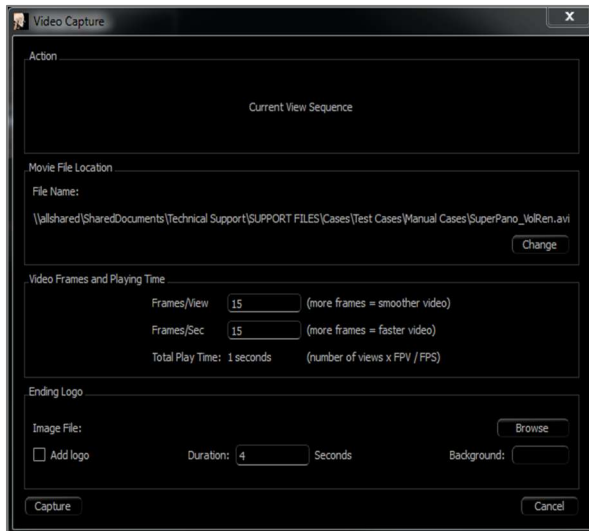 Video Capture
X
Action
Current View Sequence
Movie File Location
File Name:
\\allshared\SharedDocuments\Technical Support\SUPPORT FILES\Cases\Test Cases\Manual Cases\SuperPano_VolRen.avi
Change
Video Frames and Playing Time
Frames/View 15 (more frames = smoother video)
Frames/Sec 15 (more frames = faster video)
Total Play Time: 1 seconds (number of views x FPV / FPS)
Ending Logo
Image File: Browse
Add logo Duration: 4 Seconds Background:
Capture Cancel